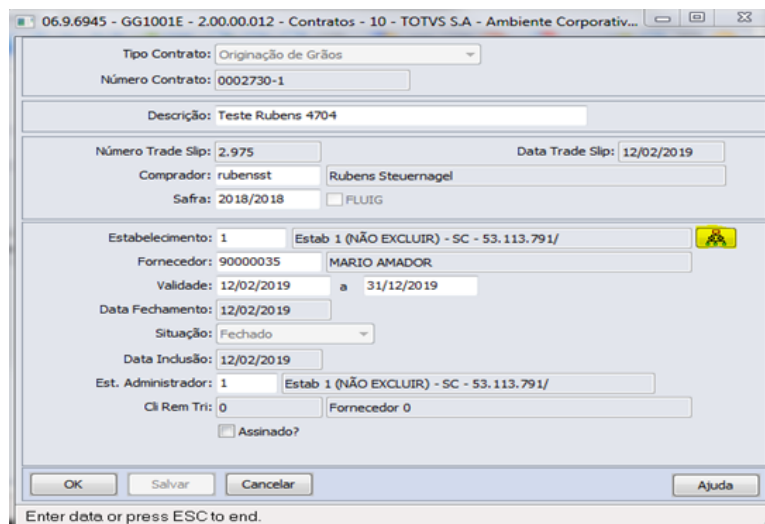 06.9.6945 - GG1001E - 2.00.00.012 - Contratos - 10 - TOTVS S.A - Ambiente Corporativ...
Tipo Contrato: Originação de Grãos
Número Contrato: 0002730-1
Descrição: Teste Rubens 4704
Número Trade Slip: 2.975 Data Trade Slip: 12/02/2019
Comprador: rubensst Rubens Steuernagel
Safra: 2018/2018 FLUIG
Estabelecimento: 1 Estab 1 (NÃO EXCLUIR) - SC - 53.113.791/
Fornecedor: 90000035 MARIO AMADOR
Validade: 12/02/2019 a 31/12/2019
Data Fechamento: 12/02/2019
Situação: Fechado
Data Inclusão: 12/02/2019
Est. Administrador: 1 Estab 1 (NÃO EXCLUIR) - SC - 53.113.791/
Cli Rem Tri: 0 Fornecedor 0
Assinado?
OK Salvar Cancelar Ajuda
Enter data or press ESC to end.